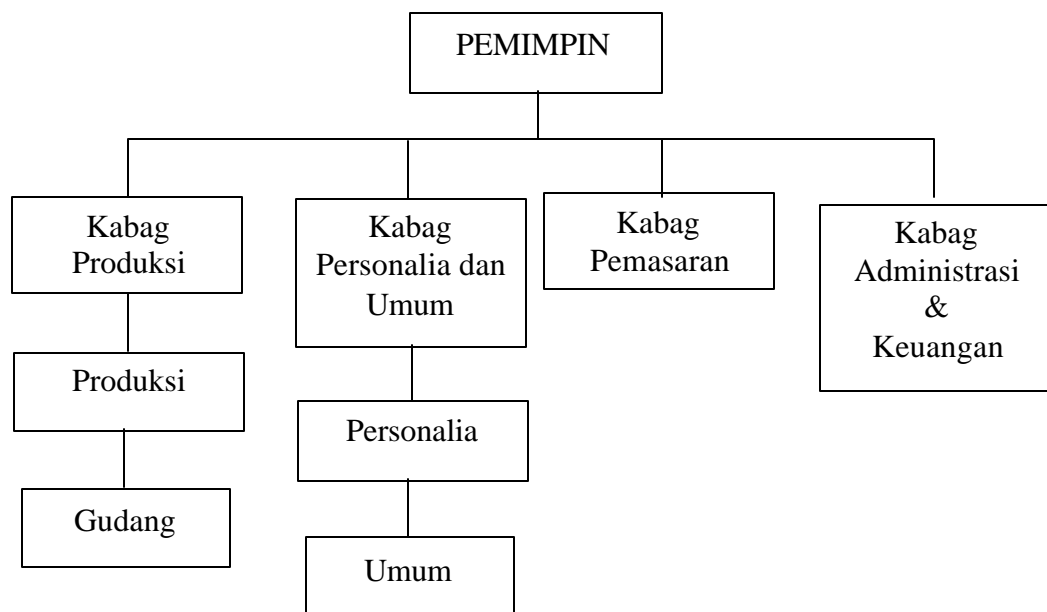 PEMIMPIN
Kabag
Produksi
Kabag
Personalia dan
Umum
Kabag
Pemasaran
Kabag
Administrasi
&
Keuangan
Produksi
Personalia
Gudang
Umum